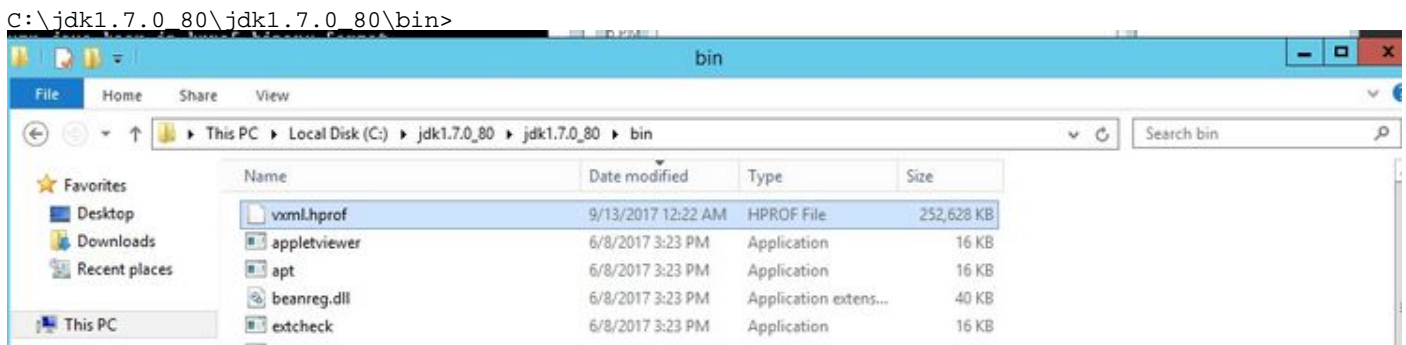 C:\jdk1.7.0_80\jdk1.7.0_80\bin>
bin
File Home Share View
This PC Local Disk (C:) jdk1.7.0_80 jdk1.7.0_80 bin
Search bin
Name Date modified Type Size
Favorites
Desktop
Downloads
Recent places
This PC
vxml.hprof 9/13/2017 12:22 AM HPROF File 252,628 KB
appletviewer 6/8/2017 3:23 PM Application 16 KB
apt 6/8/2017 3:23 PM Application 16 KB
beanreg.dll 6/8/2017 3:23 PM Application extens... 40 KB
extcheck 6/8/2017 3:23 PM Application 16 KB